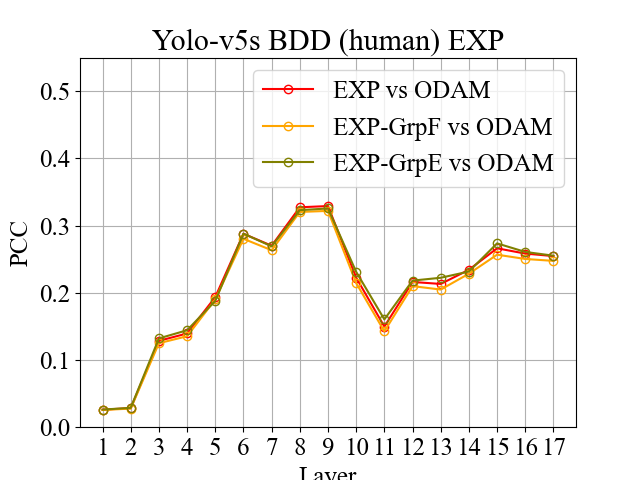 Yolo-v5s BDD (human) EXP
EXP vs ODAM
EXP-GrpF vs ODAM
EXP-GrpE vs ODAM
PCC
0.5
0.4
0.3
0.2
0.1
0.0
1 2 3 4 5 6 7 8 9 10 11 12 13 14 15 16 17
Layer